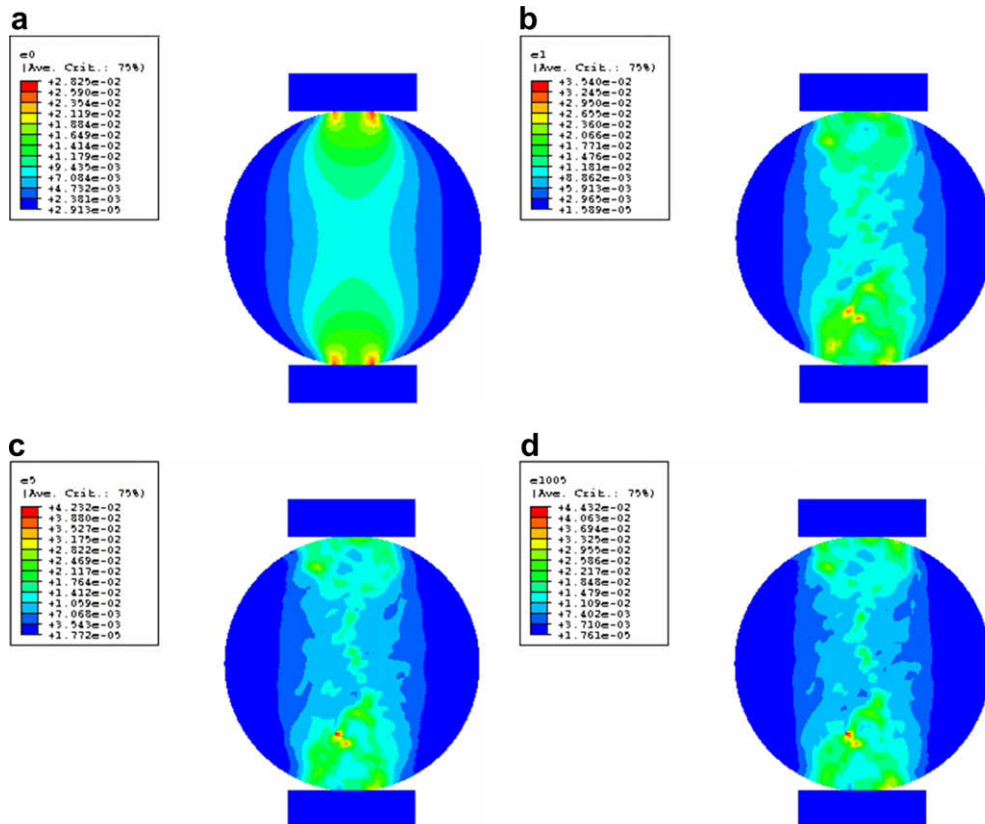 a
e0
(Ave. Crit.: 75%)
+2.825e-02
+2.590e-02
+2.354e-02
+2.119e-02
+1.884e-02
+1.649e-02
+1.414e-02
+1.179e-02
+9.435e-03
+7.084e-03
+4.732e-03
+2.381e-03
+2.913e-05
b
e1
(Ave. Crit.: 75%)
+3.540e-02
+3.245e-02
+2.950e-02
+2.655e-02
+2.360e-02
+2.066e-02
+1.771e-02
+1.476e-02
+1.181e-02
+8.862e-03
+5.913e-03
+2.965e-03
+1.589e-05
c
e5
(Ave. Crit.: 75%)
+4.232e-02
+3.880e-02
+3.527e-02
+3.175e-02
+2.822e-02
+2.469e-02
+2.117e-02
+1.764e-02
+1.412e-02
+1.059e-02
+7.068e-03
+3.543e-03
+1.772e-05
d
e1005
(Ave. Crit.: 75%)
+4.432e-02
+4.063e-02
+3.694e-02
+3.325e-02
+2.955e-02
+2.586e-02
+2.217e-02
+1.848e-02
+1.479e-02
+1.109e-02
+7.402e-03
+3.710e-03
+1.761e-05